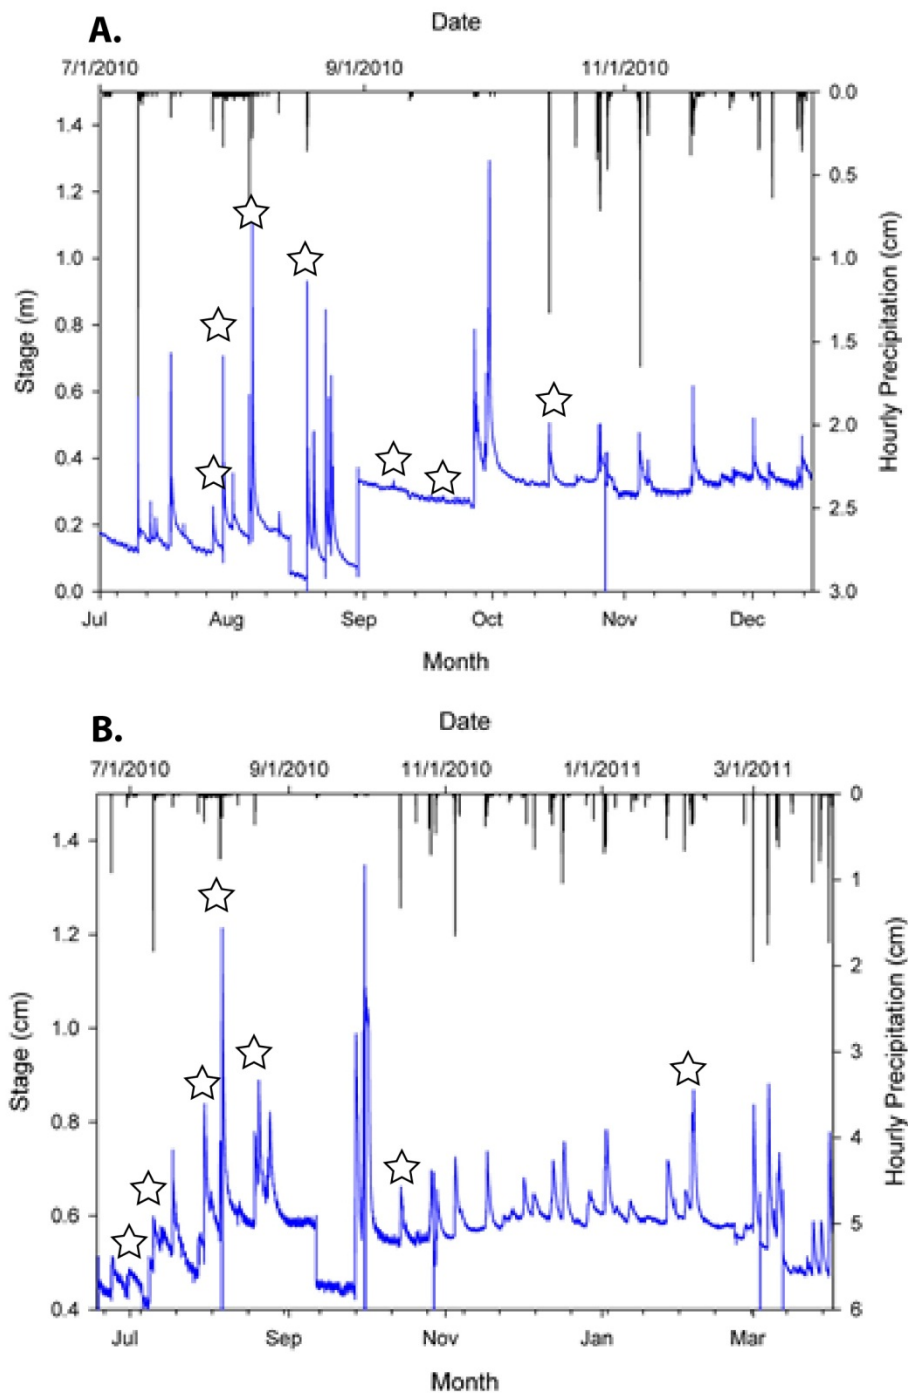 A.
Date
7/1/2010 9/1/2010 11/1/2010
1.4
1.2
1.0
0.8
0.6
0.4
0.2
0.0
Stage (m)
0.0
0.5
1.0
1.5
2.0
2.5
3.0
Hourly Precipitation (cm)
Jul Aug Sep Oct Nov Dec
Month
B.
Date
7/1/2010 9/1/2010 11/1/2010 1/1/2011 3/1/2011
1.4
1.2
1.0
0.8
0.6
0.4
Stage (cm)
0
1
2
3
4
5
6
Hourly Precipitation (cm)
Jul Sep Nov Jan Mar
Month